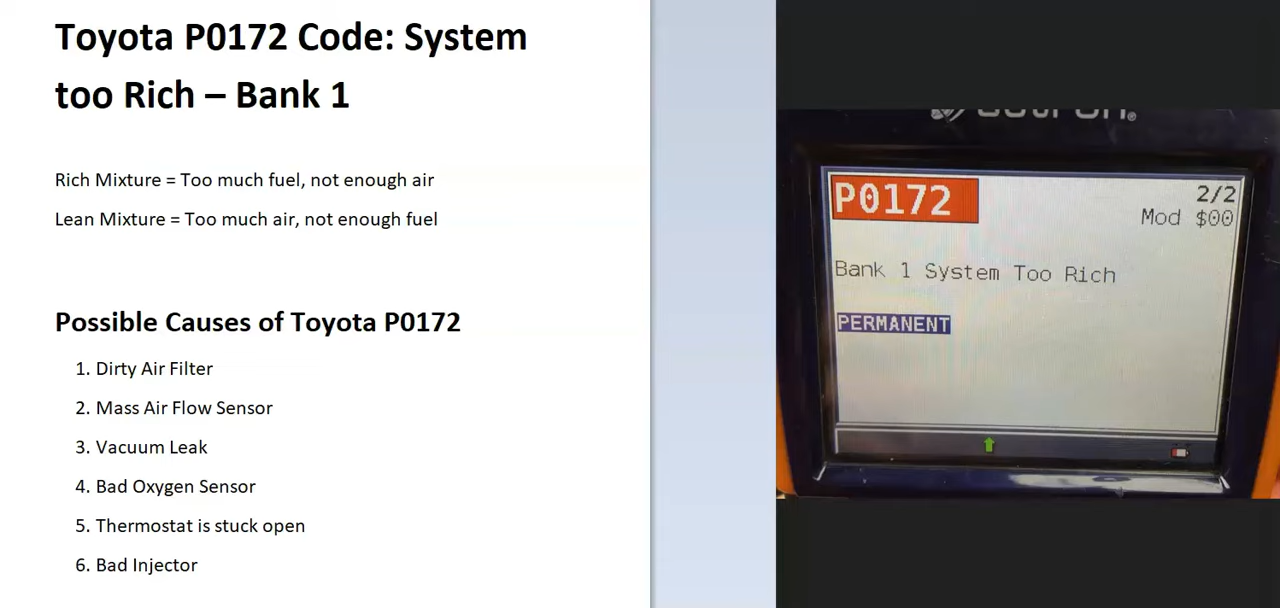 Toyota P0172 Code: System
too Rich – Bank 1
Rich Mixture = Too much fuel, not enough air
Lean Mixture = Too much air, not enough fuel
Possible Causes of Toyota P0172
1. Dirty Air Filter
2. Mass Air Flow Sensor
3. Vacuum Leak
4. Bad Oxygen Sensor
5. Thermostat is stuck open
6. Bad Injector
P0172
2/2
Mod $00
Bank 1 System Too Rich
PERMANENT